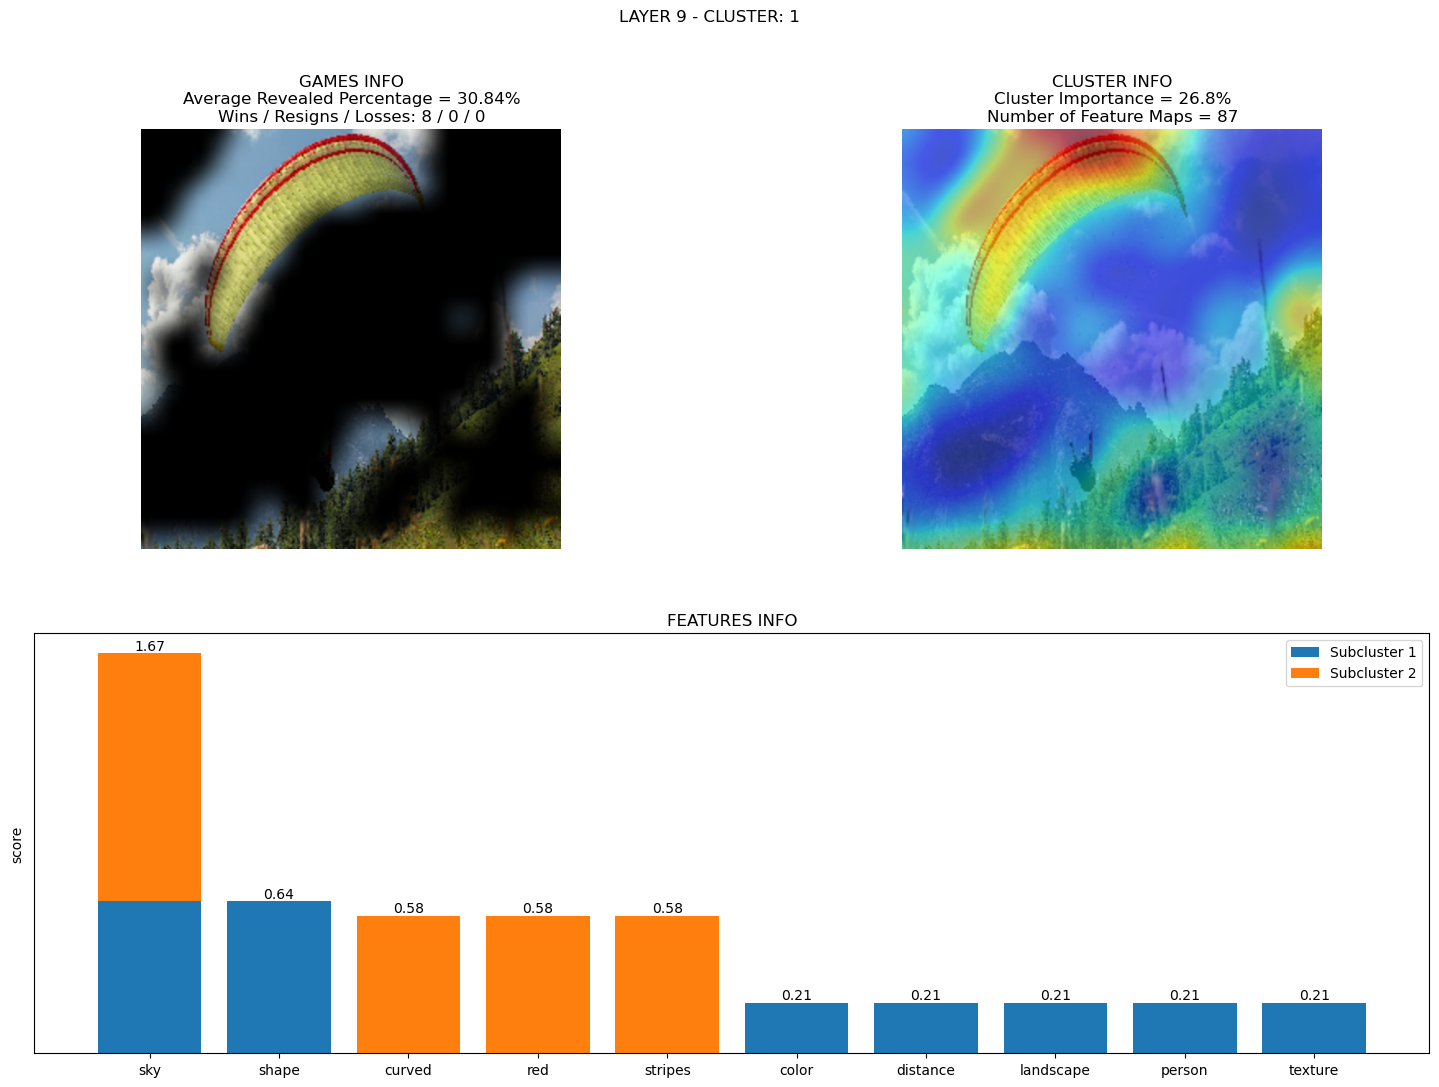 LAYER 9 - CLUSTER: 1
GAMES INFO
Average Revealed Percentage = 30.84%
Wins / Resigns / Losses: 8 / 0 / 0
CLUSTER INFO
Cluster Importance = 26.8%
Number of Feature Maps = 87
FEATURES INFO
Subcluster 1
Subcluster 2
score
1.67
0.64
0.58
0.58
0.58
0.21
0.21
0.21
0.21
0.21
sky
shape
curved
red
stripes
color
distance
landscape
person
texture